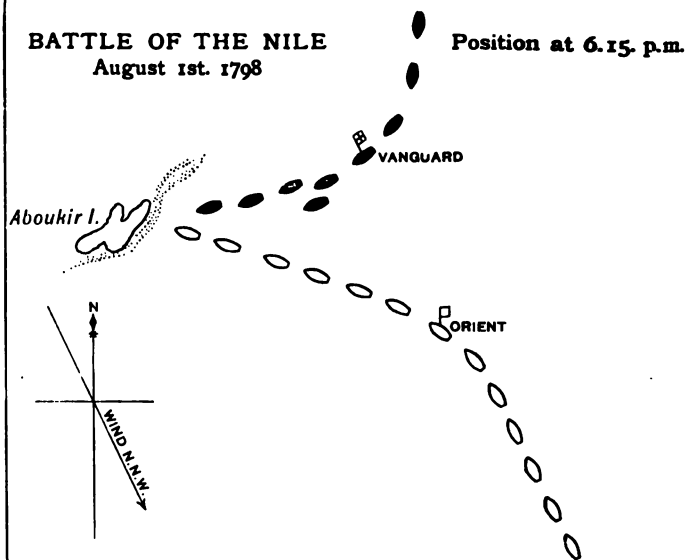 BATTLE OF THE NILE
August 1st. 1798
Position at 6.15. p.m.
VANGUARD
Aboukir I.
ORIENT
N
WIND N.N.W.